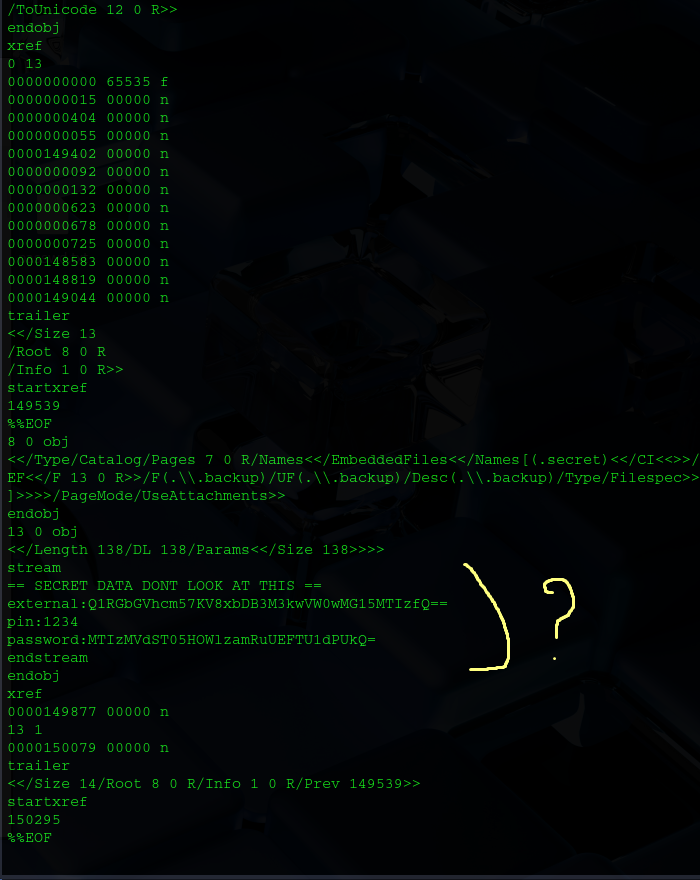 /ToUnicode 12 0 R>>
endobj
xref
0 13
0000000000 65535 f
0000000015 00000 n
0000000404 00000 n
0000000055 00000 n
0000149402 00000 n
0000000092 00000 n
0000000132 00000 n
0000000623 00000 n
0000000678 00000 n
0000000725 00000 n
0000148583 00000 n
0000148819 00000 n
0000149044 00000 n
trailer
<</Size 13
/Root 8 0 R
/Info 1 0 R>>
startxref
149539
%%EOF
8 0 obj
<</Type/Catalog/Pages 7 0 R/Names<</EmbeddedFiles<</Names[(.secret)<</CI<<>>/
EF<</F 13 0 R>>/F(.\\.backup)/UF(.\\.backup)/Desc(.\\.backup)/Type/Filespec>>
]>>>>/PageMode/UseAttachments>>
endobj
13 0 obj
<</Length 138/DL 138/Params<</Size 138>>>>
stream
== SECRET DATA DONT LOOK AT THIS ==
external:Q1RGbGVhcm57KV8xbDB3M3kwVW0wMG15MTIzfQ==
pin:1234
password:MTIzMVdST05HOWlzamRuUEFTU1dPUkQ=
endstream
endobj
xref
0000149877 00000 n
13 1
0000150079 00000 n
trailer
<</Size 14/Root 8 0 R/Info 1 0 R/Prev 149539>>
startxref
150295
%%EOF
?